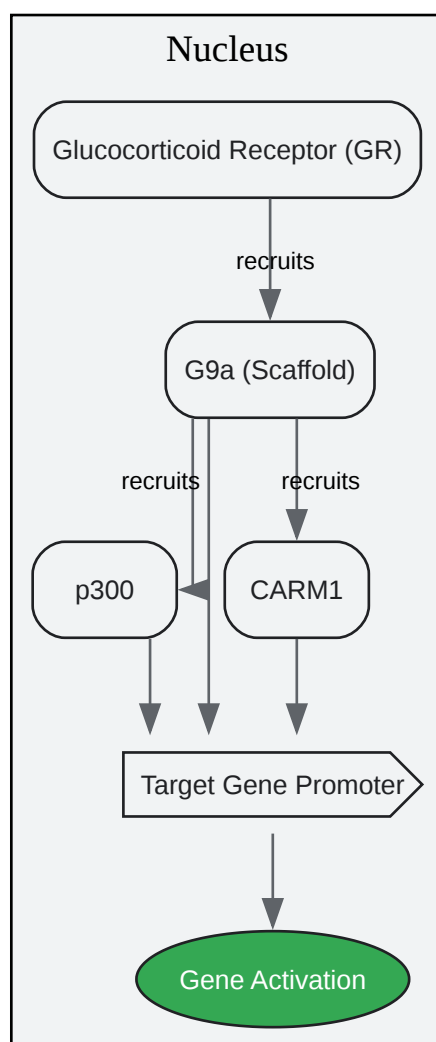 Nucleus
Glucocorticoid Receptor (GR)
recruits
G9a (Scaffold)
recruits
recruits
p300
CARM1
Target Gene Promoter
Gene Activation